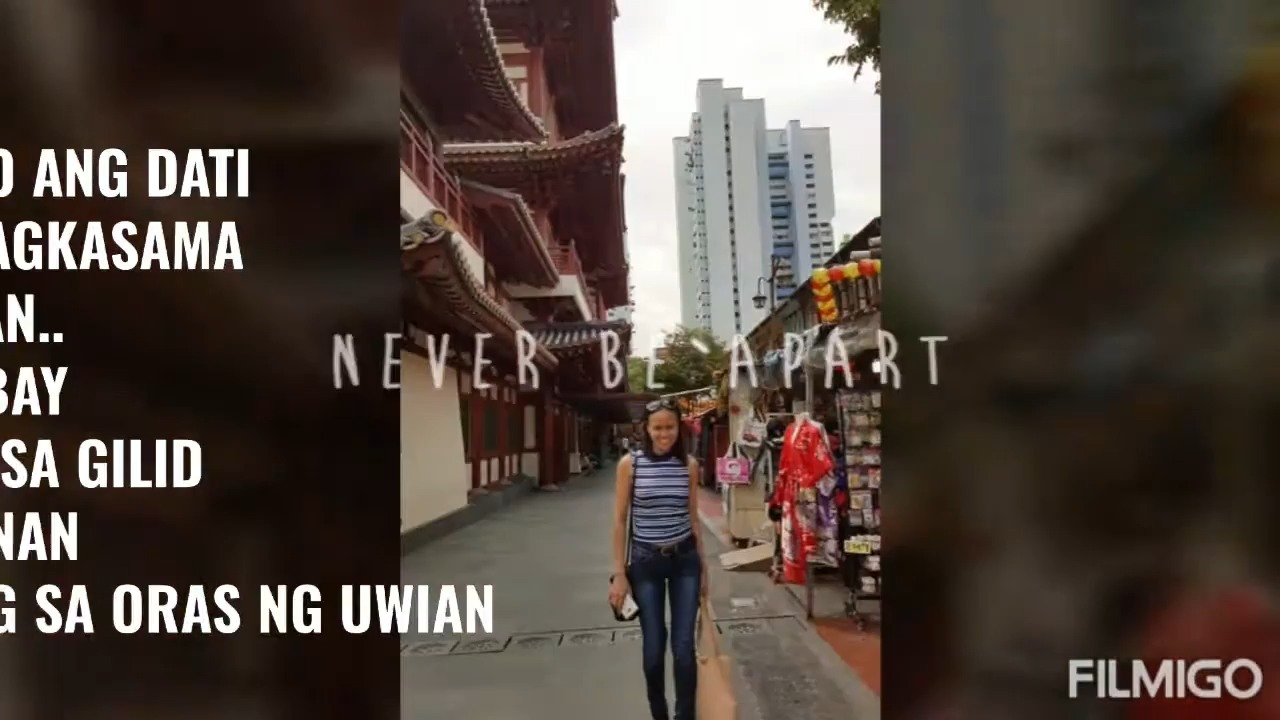 ANG DATI
AGKASAMA
AN..
BAY
NEVER BE APART
SA GILID
NAN
G SA ORAS NG UWIAN
FILMIGO